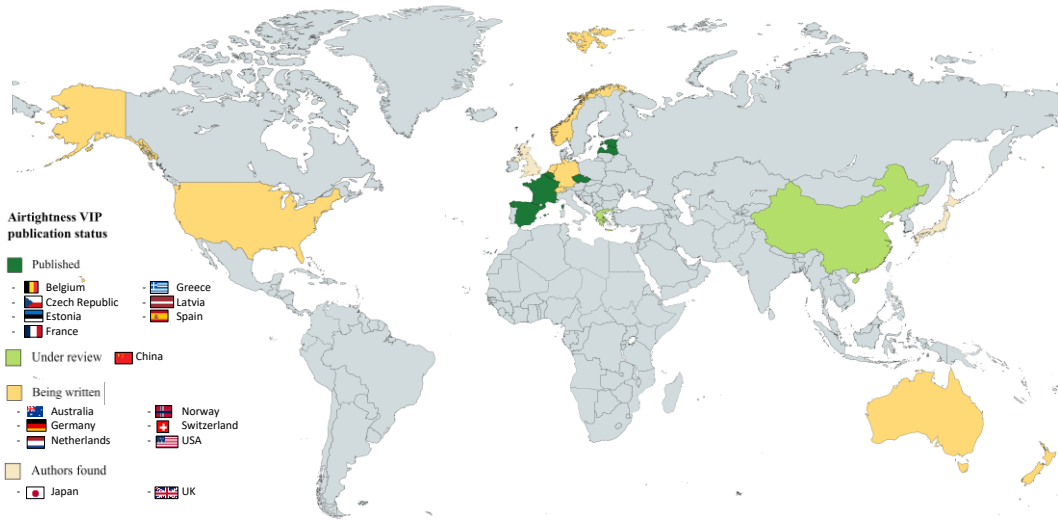 Airtightness VIP
publication status
Published
- Belgium - Greece
- Czech Republic - Latvia
- Estonia - Spain
- France
Under review China
Being written
- Australia - Norway
- Germany - Switzerland
- Netherlands - USA
Authors found
- Japan - UK